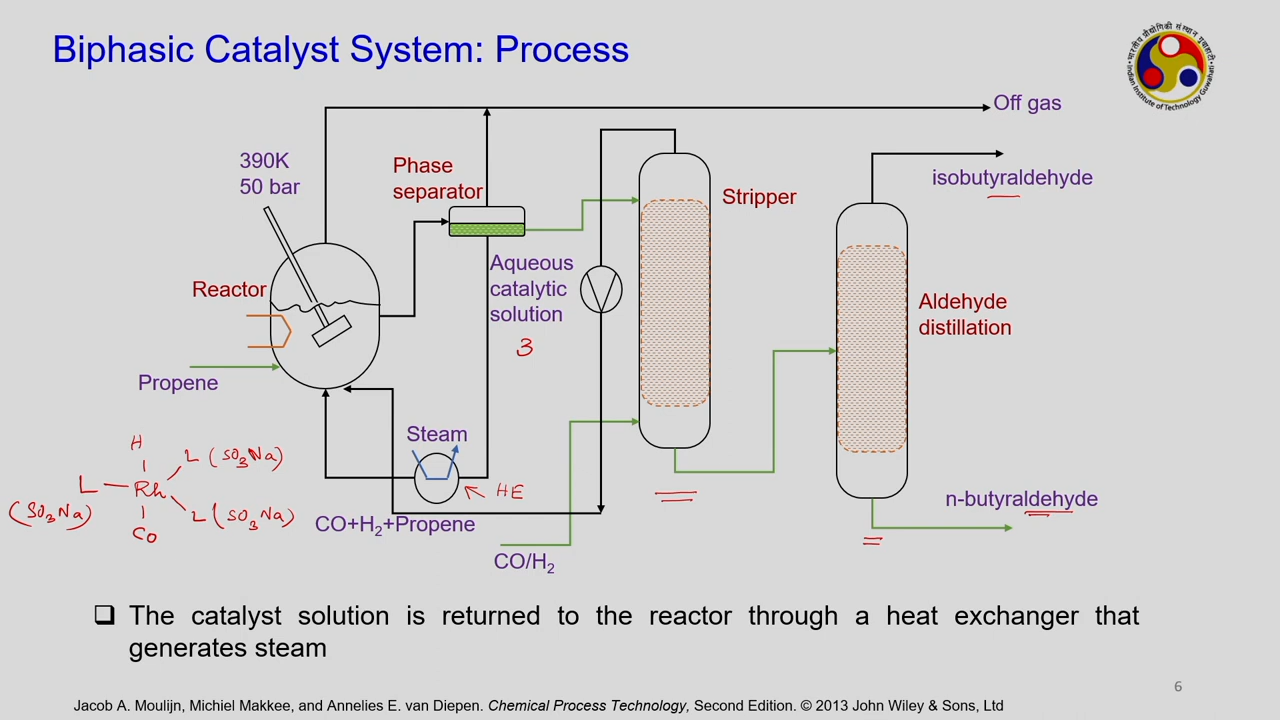 Biphasic Catalyst System: Process
Off gas
390K
50 bar
Phase
separator
isobutyraldehyde
Stripper
Reactor
Aqueous
catalytic
solution
3
Aldehyde
distillation
Propene
Steam
HE
H
L (SO3Na)
L — Rh
(SO3Na)
L (SO3Na)
Co
CO+H₂+Propene
CO/H₂
n-butyraldehyde
❑ The catalyst solution is returned to the reactor through a heat exchanger that
generates steam
6
Jacob A. Moulijn, Michiel Makkee, and Annelies E. van Diepen. Chemical Process Technology, Second Edition. © 2013 John Wiley & Sons, Ltd